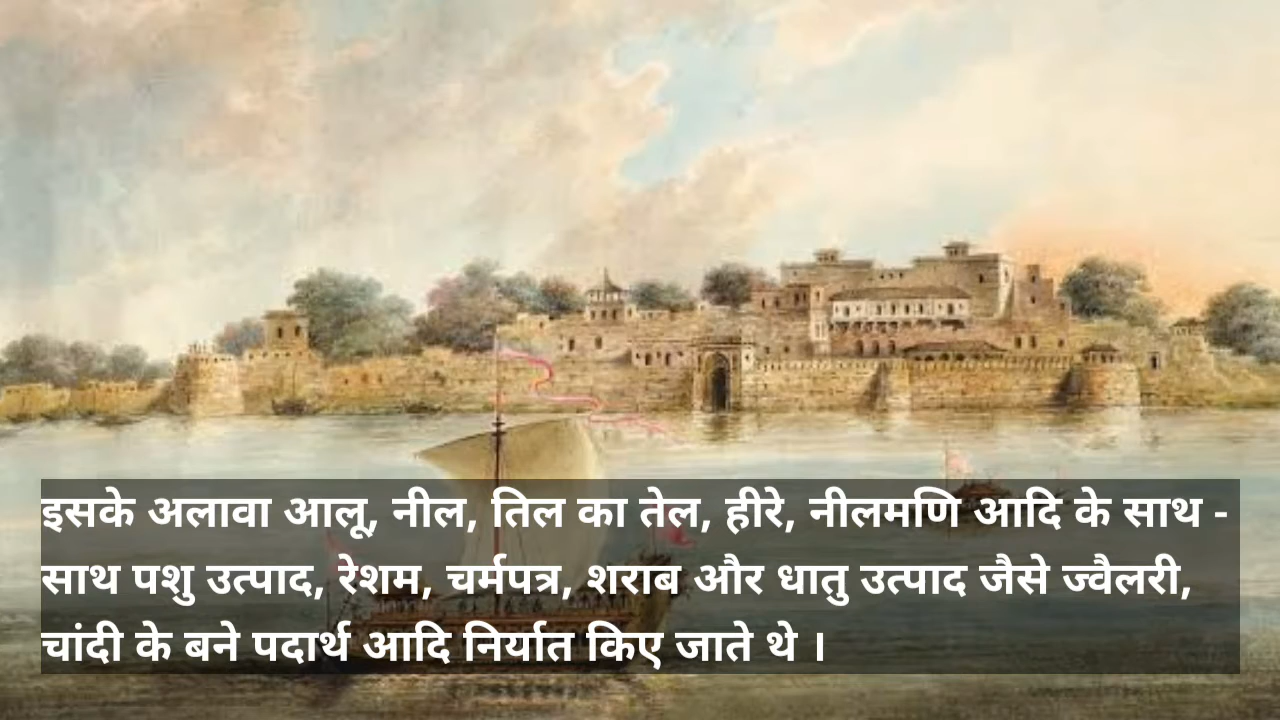 इसके अलावा आलू, नील, तिल का तेल, हीरे, नीलमणि आदि के साथ -
साथ पशु उत्पाद, रेशम, चर्मपत्र, शराब और धातु उत्पाद जैसे ज्वैलरी,
चांदी के बने पदार्थ आदि निर्यात किए जाते थे ।